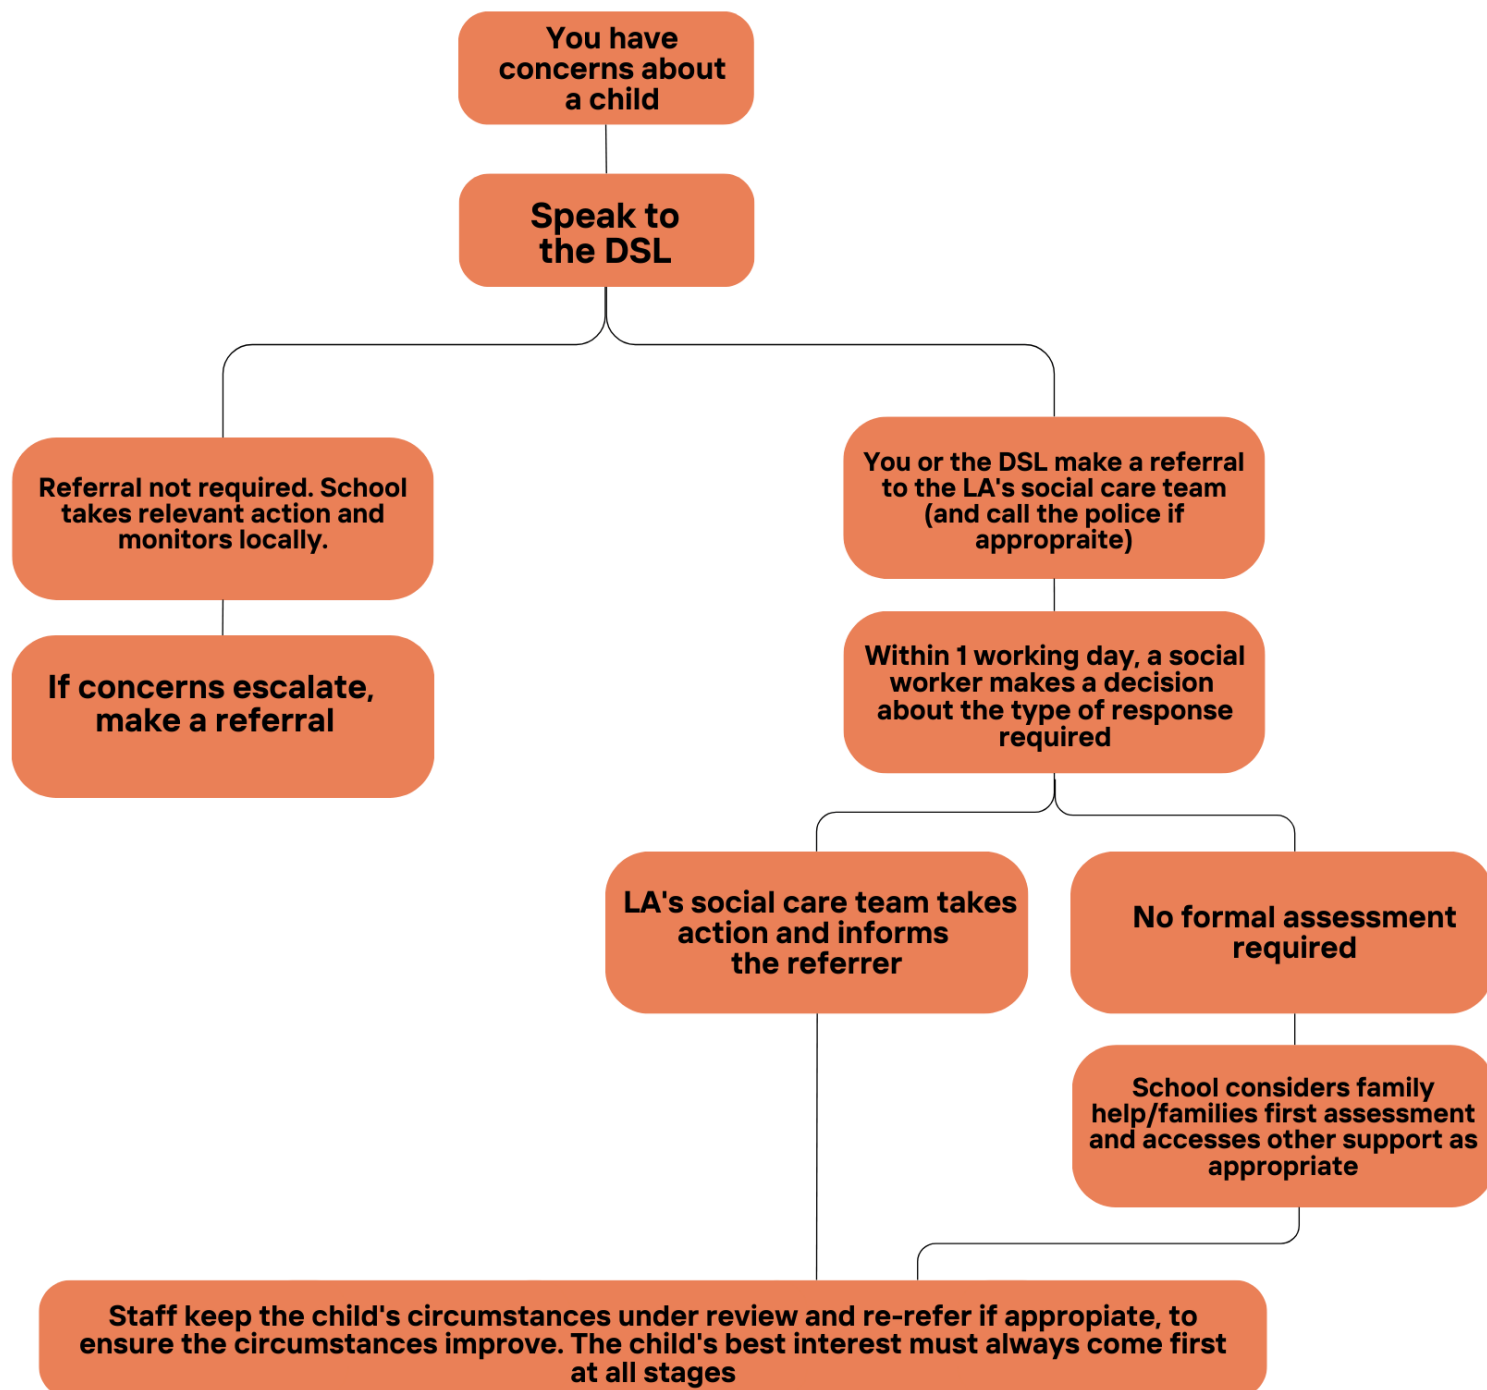 You have
concerns about
a child
Speak to
the DSL
Referral not required. School
takes relevant action and
monitors locally.
If concerns escalate,
make a referral
You or the DSL make a referral
to the LA's social care team
(and call the police if
appropraite)
Within 1 working day, a social
worker makes a decision
about the type of response
required
LA's social care team takes
action and informs
the referrer
No formal assessment
required
School considers family
help/families first assessment
and accesses other support as
appropriate
Staff keep the child's circumstances under review and re-refer if appropiate, to
ensure the circumstances improve. The child's best interest must always come first
at all stages